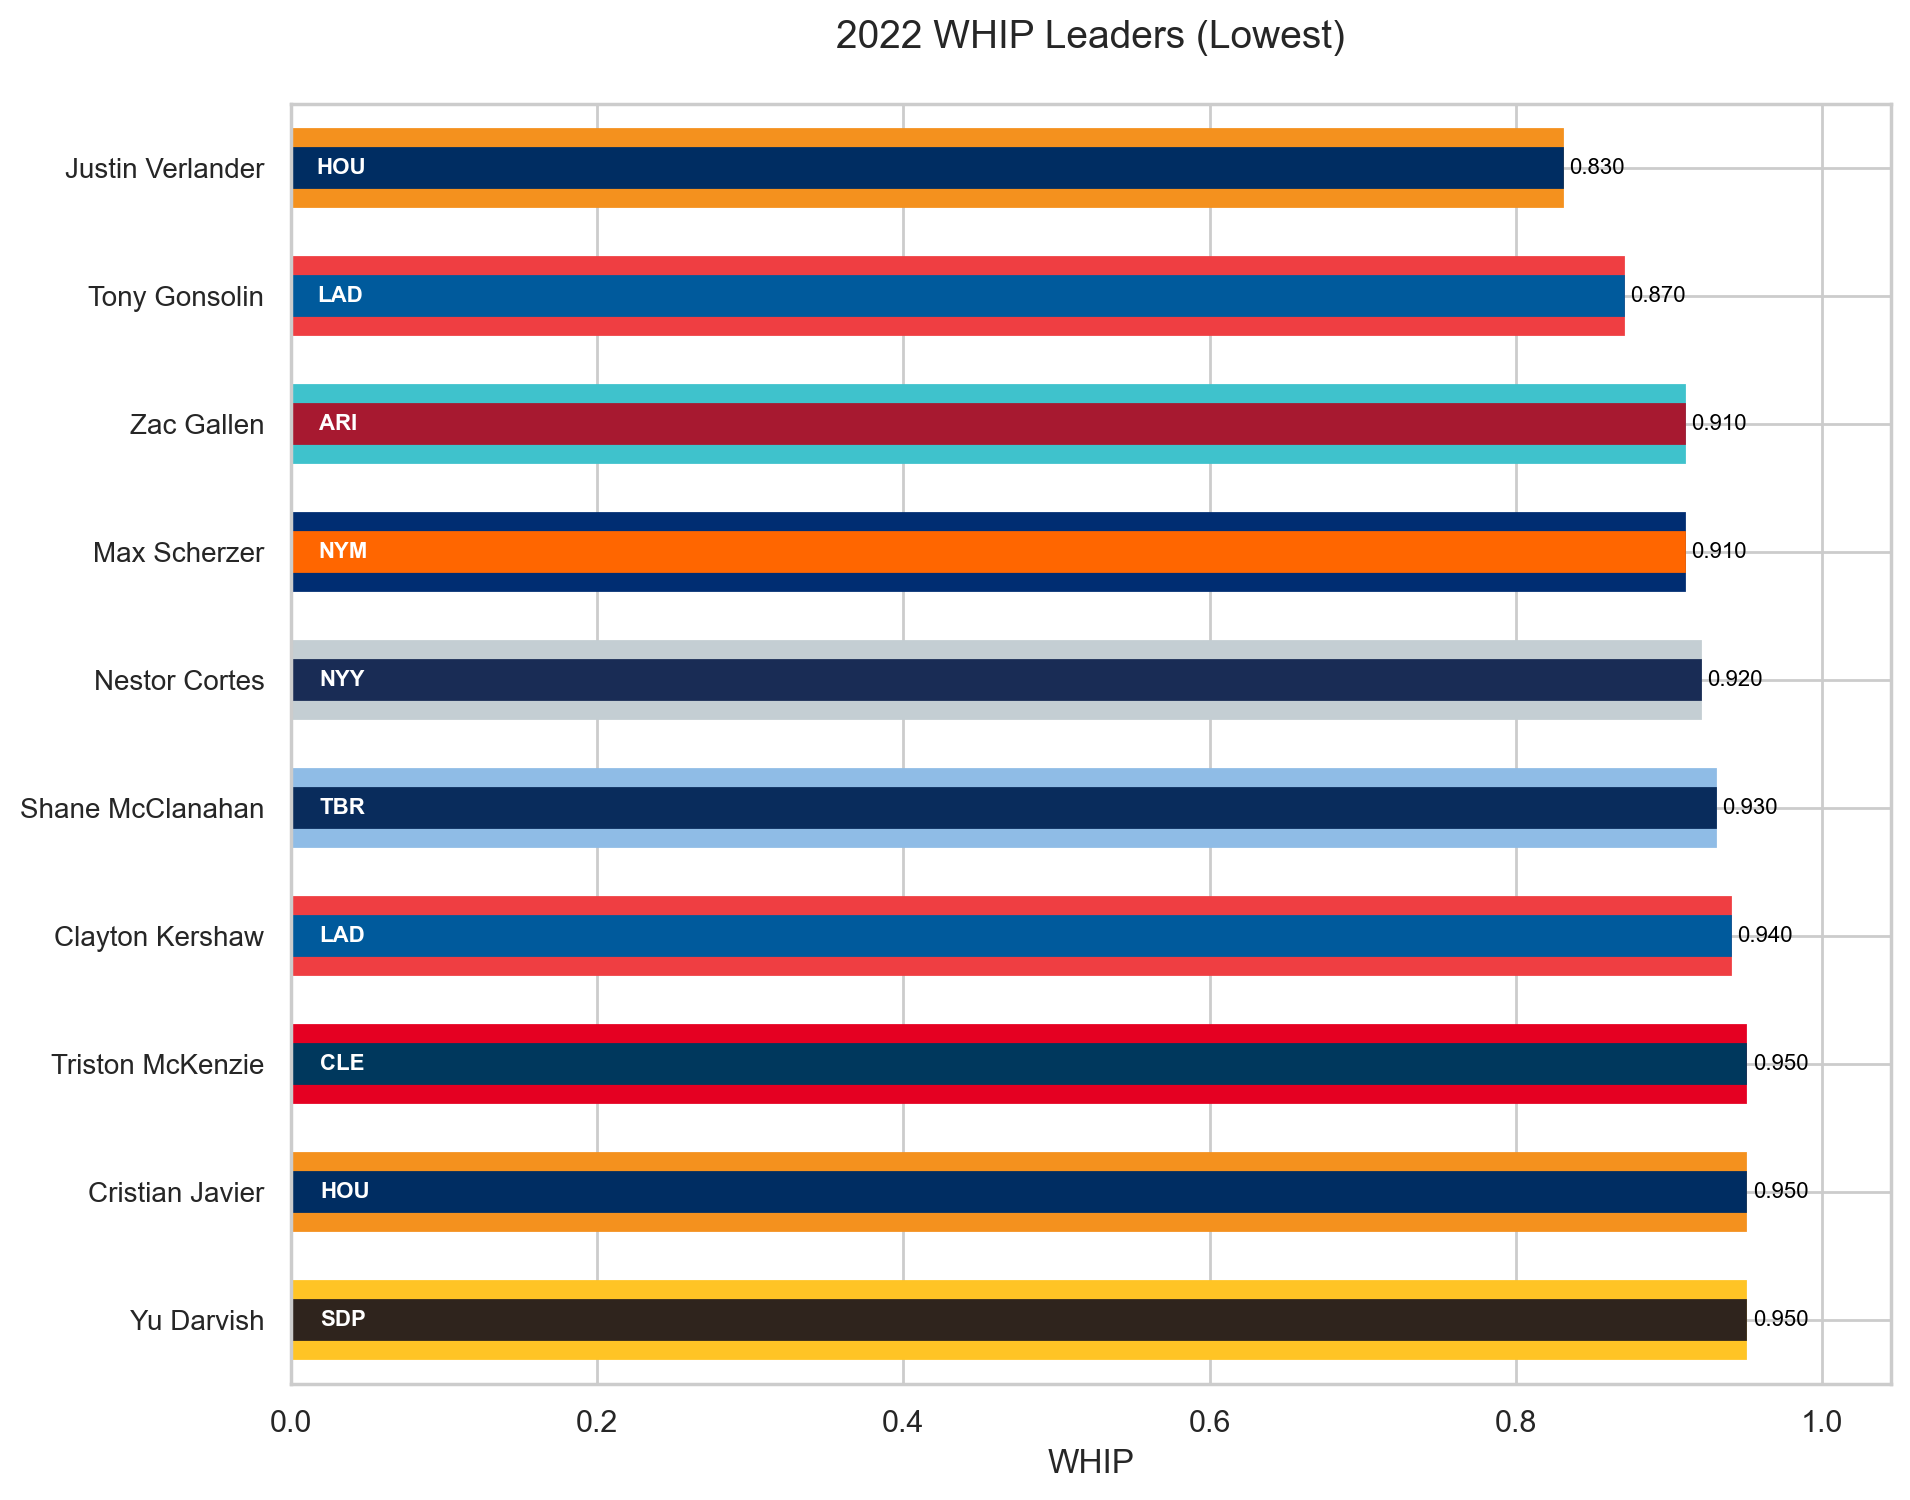 2022 WHIP Leaders (Lowest)
Justin Verlander HOU 0.830
Tony Gonsolin LAD 0.870
Zac Gallen ARI 0.910
Max Scherzer NYM 0.910
Nestor Cortes NYY 0.920
Shane McClanahan TBR 0.930
Clayton Kershaw LAD 0.940
Triston McKenzie CLE 0.950
Cristian Javier HOU 0.950
Yu Darvish SDP 0.950
0.0 0.2 0.4 0.6 0.8 1.0
WHIP